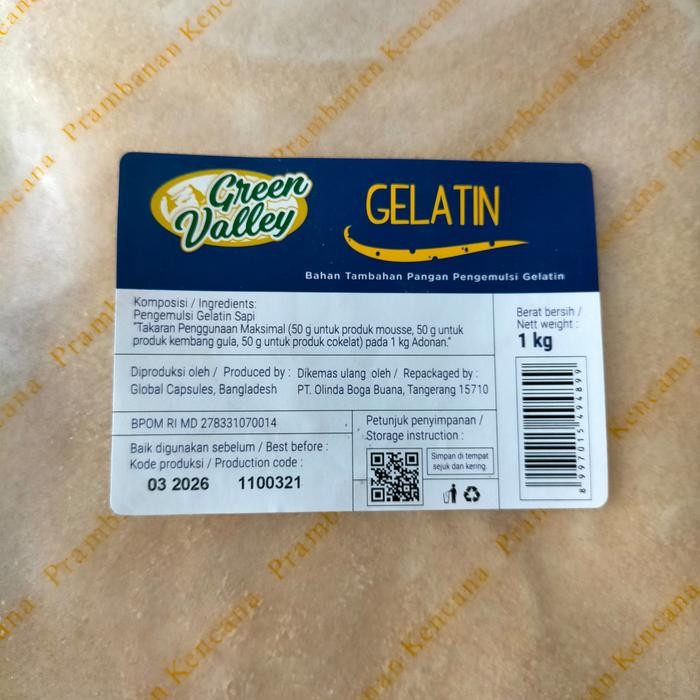 Prambanan Kencana
Green
Valley
GELATIN
Bahan Tambahan Pangan Pengemulsi Gelatin
Komposisi / Ingredients:
Pengemulsi Gelatin Sapi
"Takaran Penggunaan Maksimal (50 g untuk produk mousse, 50 g untuk
produk kembang gula, 50 g untuk produk cokelat) pada 1 kg Adonan."
Berat bersih /
Nett weight :
1 kg
Diproduksi oleh / Produced by :
Global Capsules, Bangladesh
Dikemas ulang oleh / Repackaged by :
PT. Olinda Boga Buana, Tangerang 15710
BPOM RI MD 278331070014
Baik digunakan sebelum / Best before :
Kode produksi / Production code :
03 2026 1100321
Petunjuk penyimpanan /
Storage instruction :
Simpan di tempat
sejuk dan kering.
8 997015 494899
Prambanan Kencana
Prambanan Kencana
Prambanan Kencana